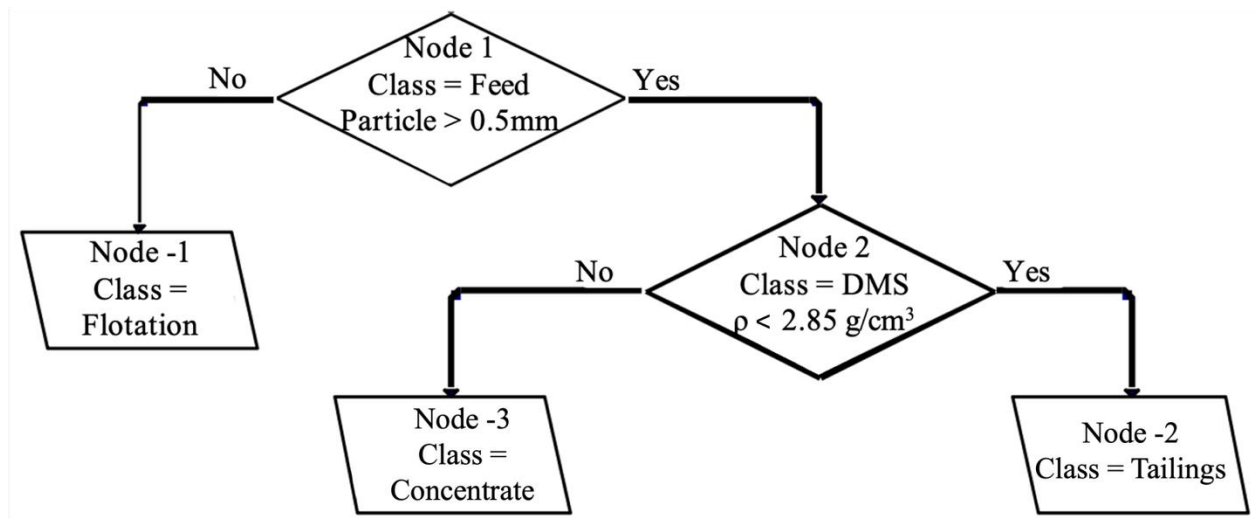 Node 1
Class = Feed
Particle > 0.5mm
No
Yes
Node -1
Class =
Flotation
Node 2
Class = DMS
ρ < 2.85 g/cm³
No
Yes
Node -3
Class =
Concentrate
Node -2
Class = Tailings